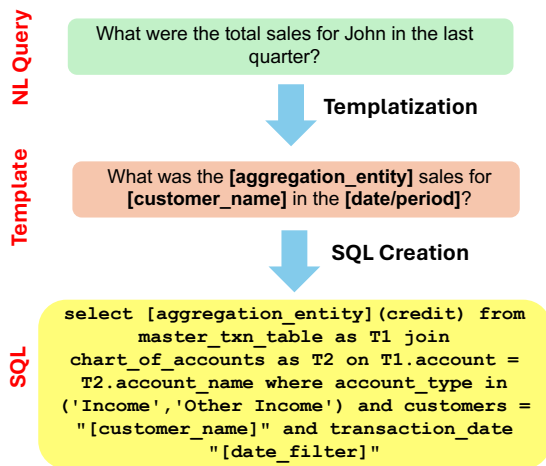 NL Query
What were the total sales for John in the last
quarter?
Templatization
Template
What was the [aggregation_entity] sales for
[customer_name] in the [date/period]?
SQL Creation
SQL
select [aggregation_entity](credit) from
master_txn_table as T1 join
chart_of_accounts as T2 on T1.account =
T2.account_name where account_type in
('Income','Other Income') and customers =
"[customer_name]" and transaction_date
"[date_filter]"